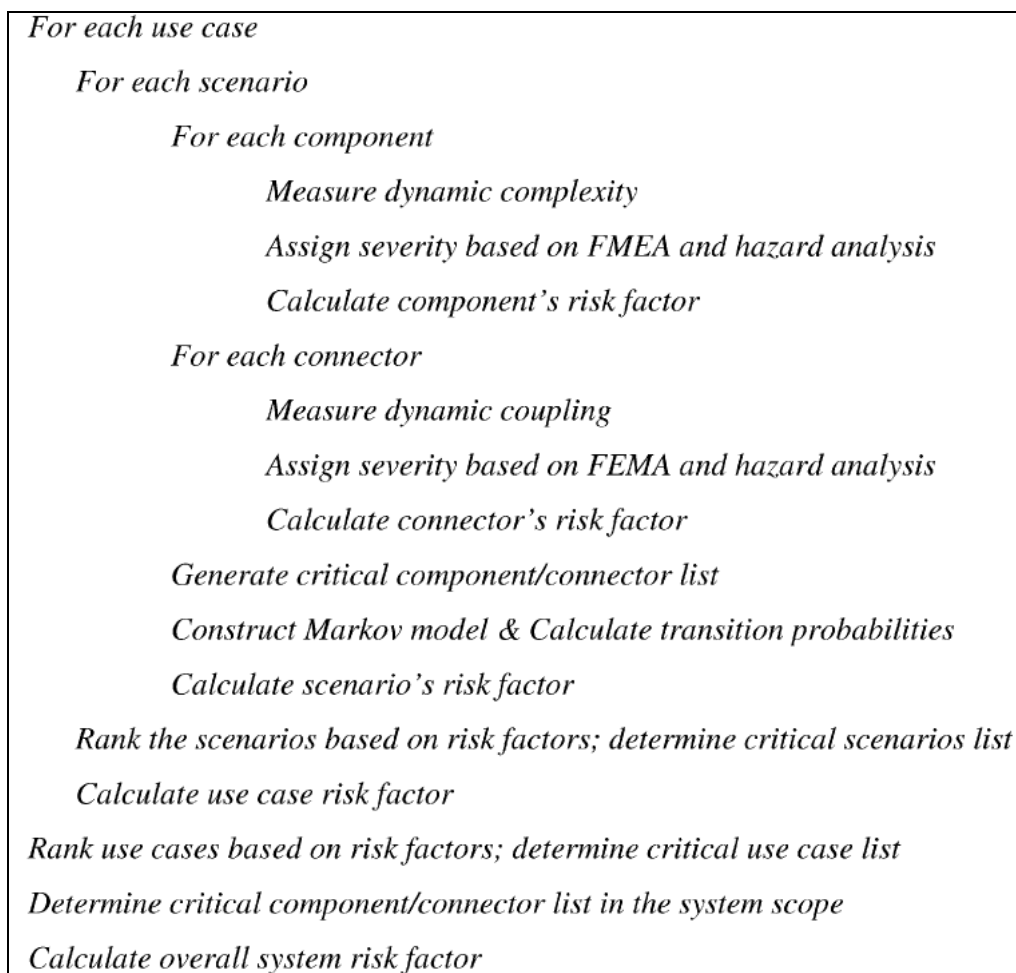 For each use case
For each scenario
For each component
Measure dynamic complexity
Assign severity based on FMEA and hazard analysis
Calculate component’s risk factor
For each connector
Measure dynamic coupling
Assign severity based on FEMA and hazard analysis
Calculate connector’s risk factor
Generate critical component/connector list
Construct Markov model & Calculate transition probabilities
Calculate scenario’s risk factor
Rank the scenarios based on risk factors; determine critical scenarios list
Calculate use case risk factor
Rank use cases based on risk factors; determine critical use case list
Determine critical component/connector list in the system scope
Calculate overall system risk factor